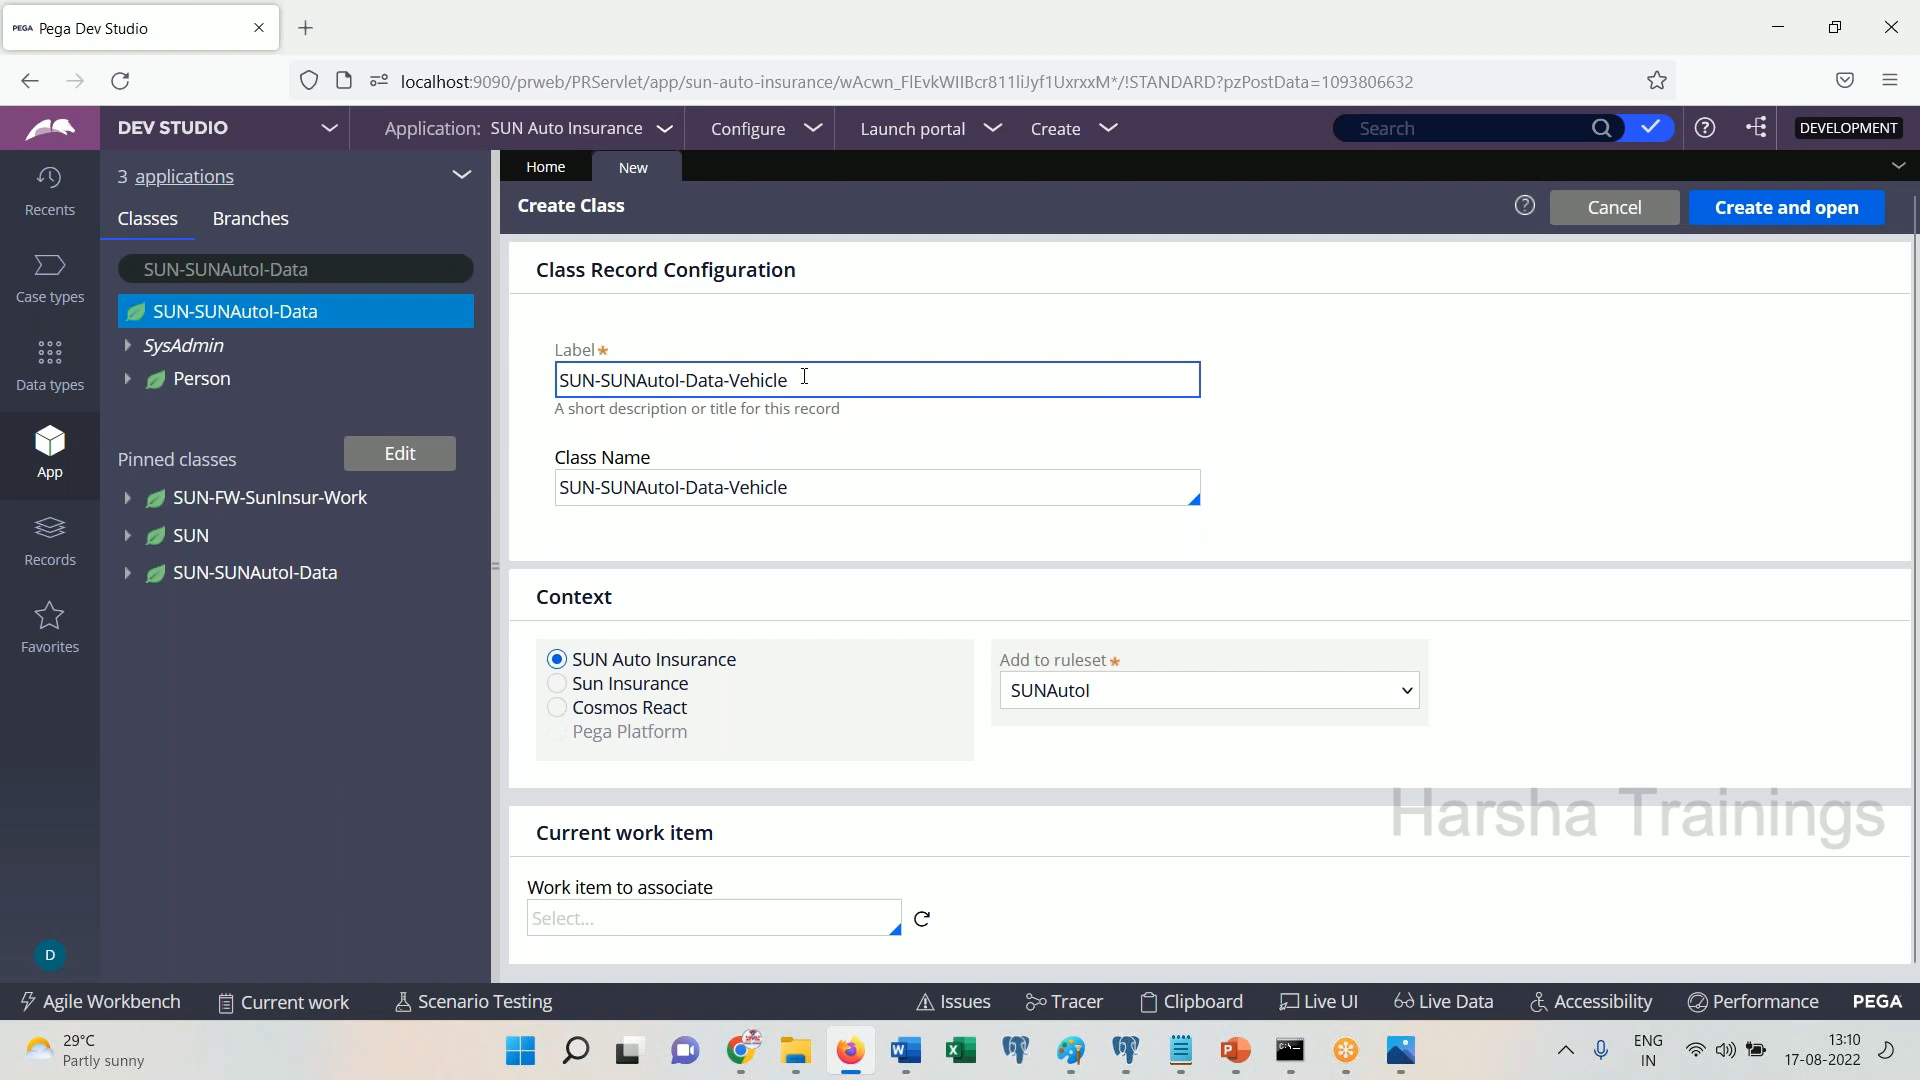 PEGA Pega Dev Studio
localhost:9090/prweb/PRServlet/app/sun-auto-insurance/wAcwn_FlEvkWIIBcr811liJyf1UxrxxM*/!STANDARD?pzPostData=1093806632
DEV STUDIO
Application: SUN Auto Insurance
Configure
Launch portal
Create
Search
DEVELOPMENT
Recents
Case types
Data types
App
Records
Favorites
D
3 applications
Classes Branches
SUN-SUNAutoI-Data
SUN-SUNAutoI-Data
SysAdmin
Person
Pinned classes
Edit
SUN-FW-SunInsur-Work
SUN
SUN-SUNAutoI-Data
Home New
Create Class
Cancel
Create and open
Class Record Configuration
Label*
SUN-SUNAutoI-Data-Vehicle
A short description or title for this record
Class Name
SUN-SUNAutoI-Data-Vehicle
Context
SUN Auto Insurance
Sun Insurance
Cosmos React
Pega Platform
Add to ruleset*
SUNAutoI
Harsha Trainings
Current work item
Work item to associate
Select...
Agile Workbench Current work Scenario Testing Issues Tracer Clipboard Live UI Live Data Accessibility Performance PEGA
29°C
Partly sunny
ENG
IN
13:10
17-08-2022